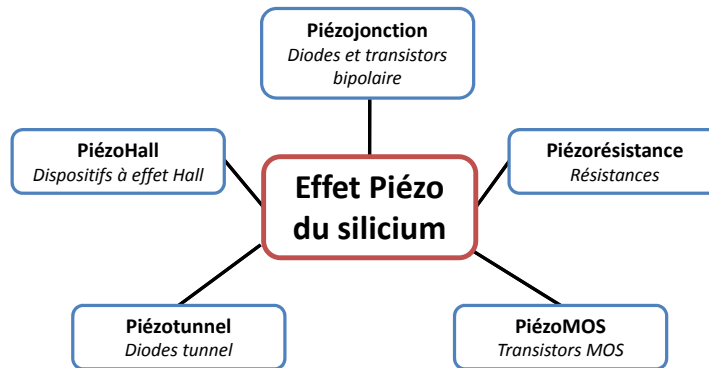 Piézojonction
Diodes et transistors
bipolaire
PiézoHall
Dispositifs à effet Hall
Piézorésistance
Résistances
Effet Piézo
du silicium
Piézotunnel
Diodes tunnel
PiézoMOS
Transistors MOS